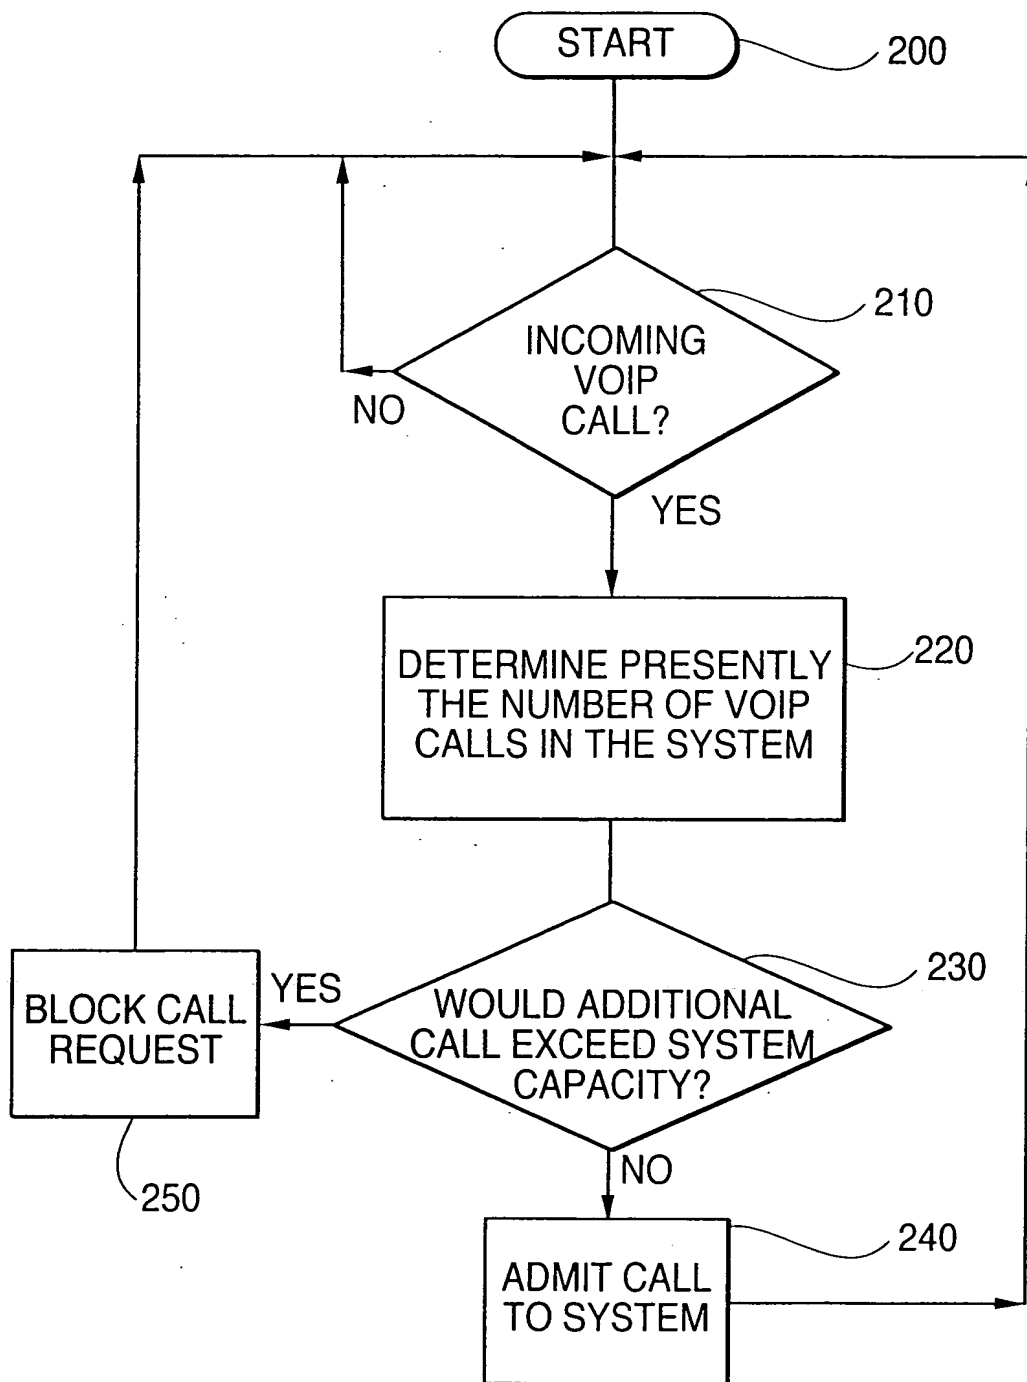 START
200
210
INCOMING
VOIP
CALL?
NO
YES
220
DETERMINE PRESENTLY
THE NUMBER OF VOIP
CALLS IN THE SYSTEM
230
YES
WOULD ADDITIONAL
CALL EXCEED SYSTEM
CAPACITY?
BLOCK CALL
REQUEST
250
NO
240
ADMIT CALL
TO SYSTEM